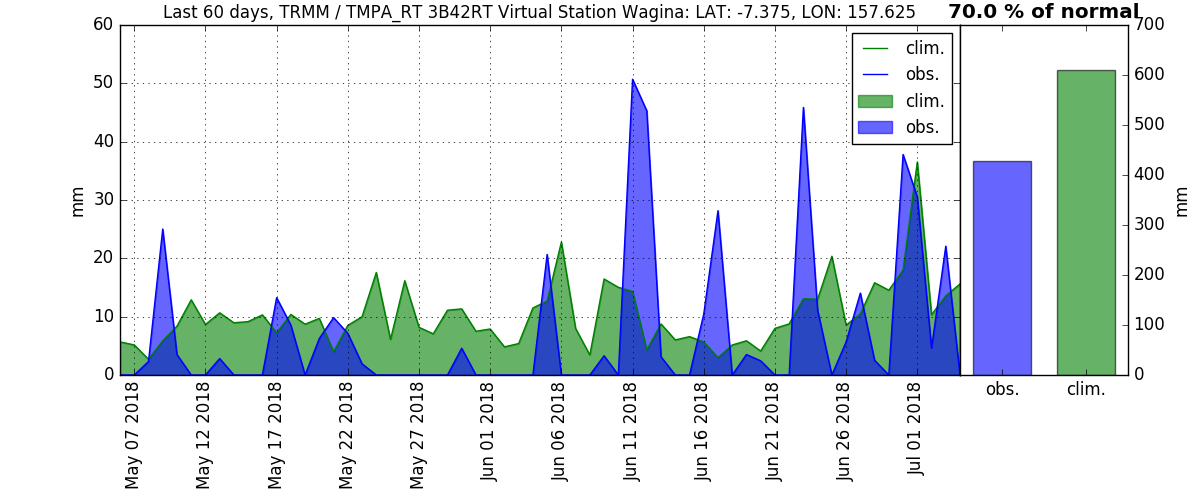 Last 60 days, TRMM / TMPA_RT 3B42RT Virtual Station Wagina: LAT: -7.375, LON: 157.625
70.0 % of normal
60
50
40
30
20
10
0
mm
clim.
obs.
clim.
obs.
May 07 2018
May 12 2018
May 17 2018
May 22 2018
May 27 2018
Jun 01 2018
Jun 06 2018
Jun 11 2018
Jun 16 2018
Jun 21 2018
Jun 26 2018
Jul 01 2018
700
600
500
400
300
200
100
0
mm
obs.
clim.